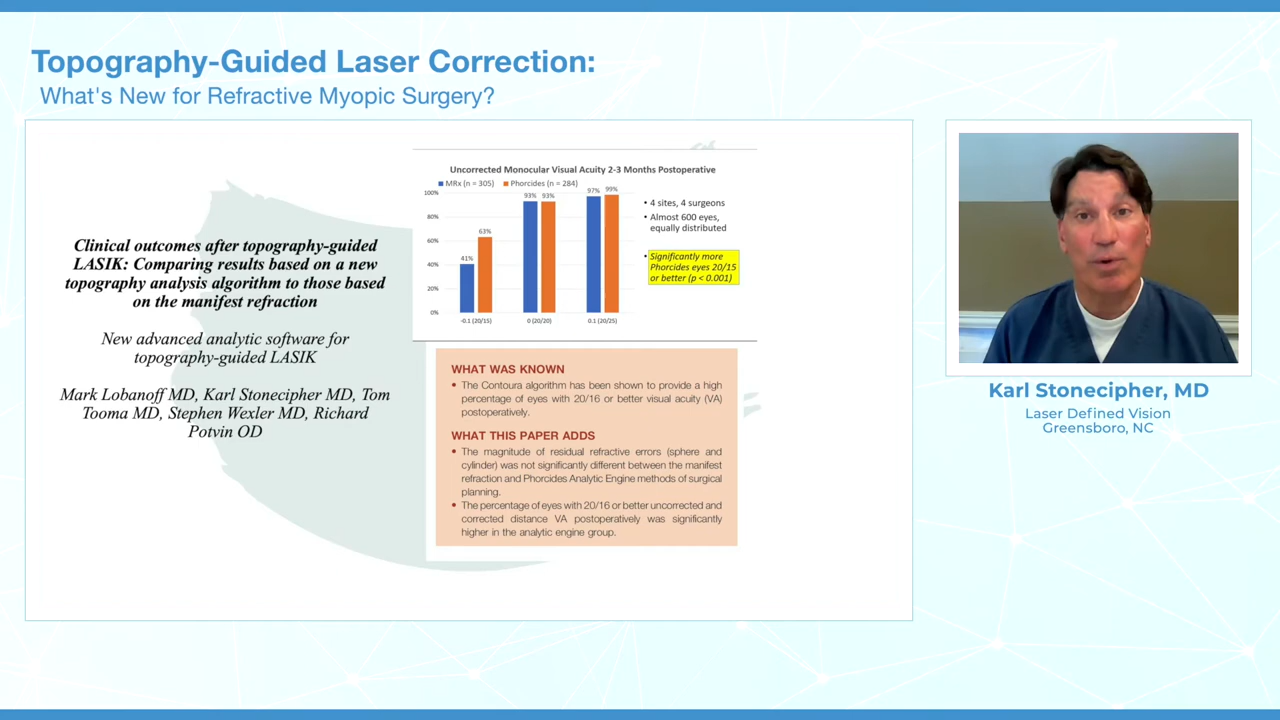 Topography-Guided Laser Correction:
What's New for Refractive Myopic Surgery?
Clinical outcomes after topography-guided
LASIK: Comparing results based on a new
topography analysis algorithm to those based
on the manifest refraction
New advanced analytic software for
topography-guided LASIK
Mark Lobanoff MD, Karl Stonecipher MD, Tom
Tooma MD, Stephen Wexler MD, Richard
Potvin OD
Uncorrected Monocular Visual Acuity 2-3 Months Postoperative
MRx (n = 305) Phorcides (n = 284)
100%
80%
60%
40%
20%
0%
41% 63%
93% 93%
97% 99%
-0.1 (20/15) 0 (20/20) 0.1 (20/25)
• 4 sites, 4 surgeons
• Almost 600 eyes,
equally distributed
• Significantly more
Phorcides eyes 20/15
or better (p < 0.001)
WHAT WAS KNOWN
• The Contoura algorithm has been shown to provide a high
percentage of eyes with 20/16 or better visual acuity (VA)
postoperatively.
WHAT THIS PAPER ADDS
• The magnitude of residual refractive errors (sphere and
cylinder) was not significantly different between the manifest
refraction and Phorcides Analytic Engine methods of surgical
planning.
• The percentage of eyes with 20/16 or better uncorrected and
corrected distance VA postoperatively was significantly
higher in the analytic engine group.
Karl Stonecipher, MD
Laser Defined Vision
Greensboro, NC